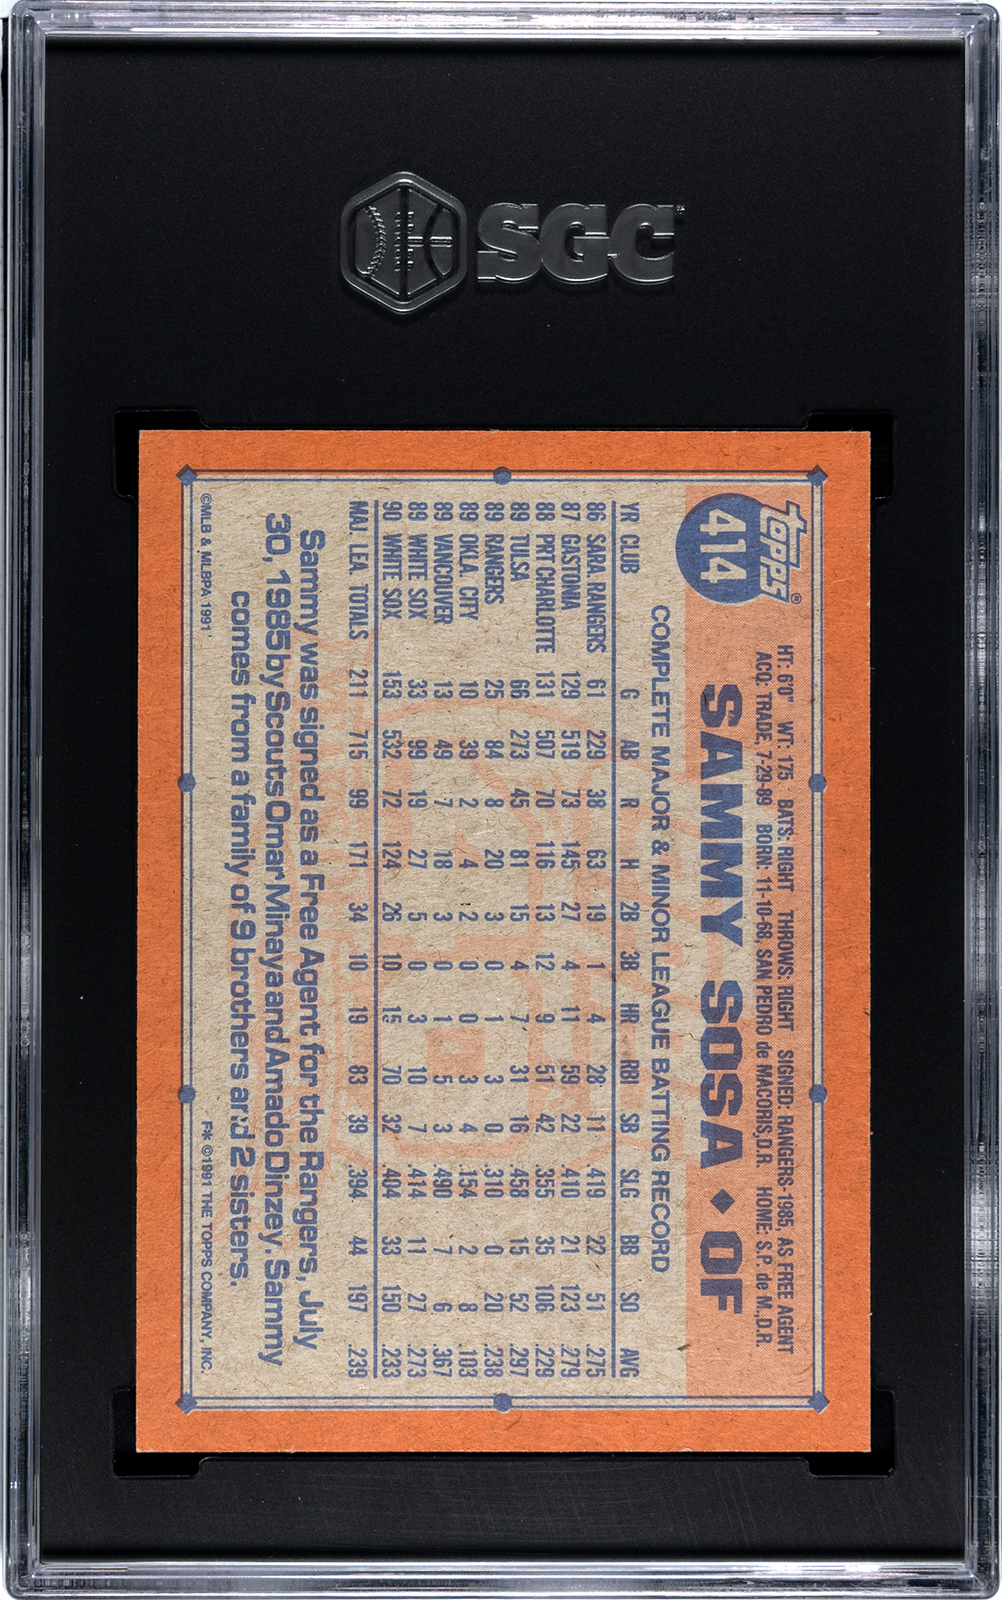 SGC
topps®
414
HT: 6'0" WT: 175 BATS: RIGHT THROWS: RIGHT SIGNED: RANGERS-1985, AS FREE AGENT
ACQ: TRADE, 7-29-89 BORN: 11-10-68, SAN PEDRO de MACORIS, D.R. HOME: S.P. de M., D.R.
SAMMY SOSA ◆ OF
COMPLETE MAJOR & MINOR LEAGUE BATTING RECORD
YR CLUB G AB R H 2B 3B HR RBI SB SLG BB SO AVG
86 SARA. RANGERS 61 229 38 63 19 1 4 28 11 .419 22 51 .275
87 GASTONIA 129 519 73 145 27 4 11 59 22 .410 21 123 .279
88 PRT CHARLOTTE 131 507 70 116 13 12 9 51 42 .355 35 106 .229
89 TULSA 66 273 45 81 15 4 7 31 16 .458 15 52 .297
89 RANGERS 25 84 8 20 3 0 1 3 0 .310 0 20 .238
89 OKLA. CITY 10 39 2 4 2 0 0 3 4 .154 2 8 .103
89 VANCOUVER 13 49 7 18 3 0 1 5 3 .490 7 6 .367
89 WHITE SOX 33 99 19 27 5 0 3 10 7 .414 11 27 .273
90 WHITE SOX 153 532 72 124 26 10 15 70 32 .404 33 150 .233
MAJ. LEA. TOTALS 211 715 99 171 34 10 19 83 39 .394 44 197 .239
Sammy was signed as a Free Agent for the Rangers, July
30, 1985 by Scouts Omar Minaya and Amado Dinzey. Sammy
comes from a family of 9 brothers and 2 sisters.
©MLB & MLBPA 1991 F* ©1991 THE TOPPS COMPANY, INC.